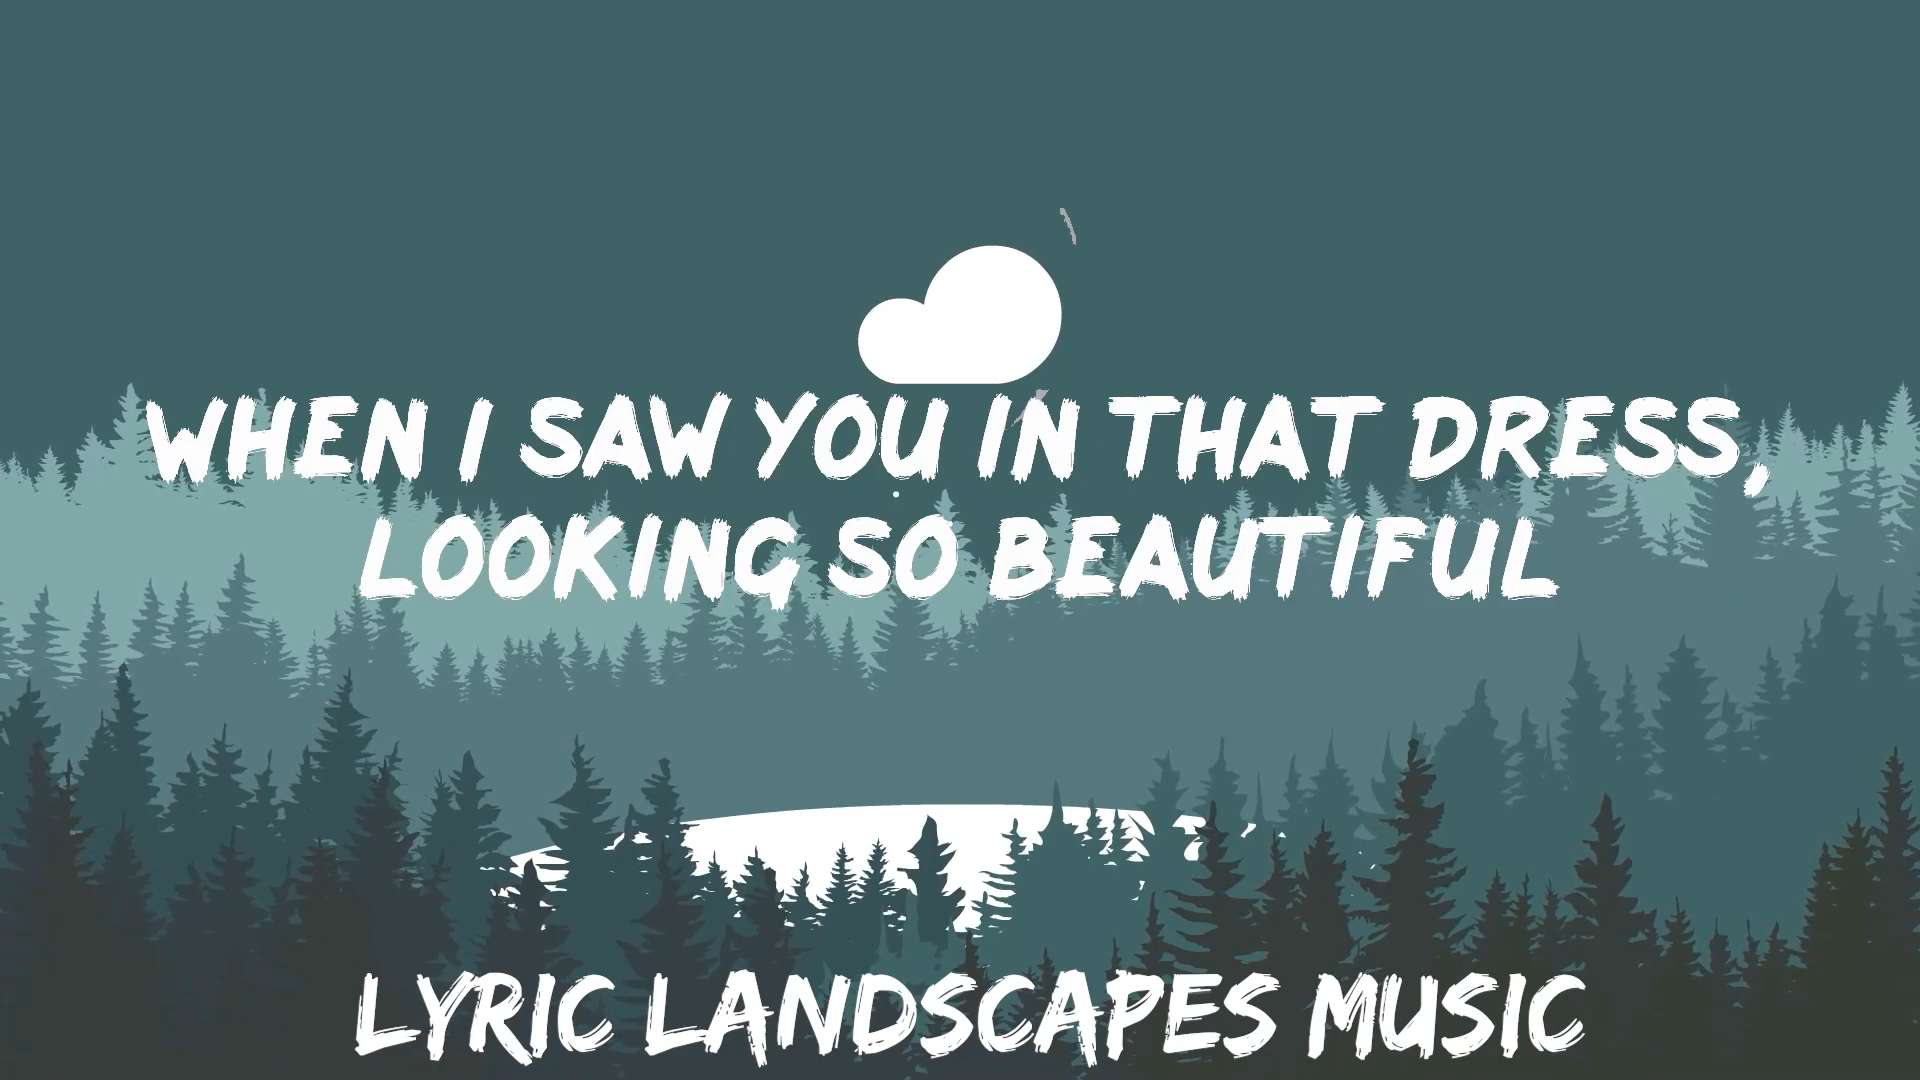 WHEN I SAW YOU IN THAT DRESS,
LOOKING SO BEAUTIFUL
LYRIC LANDSCAPES MUSIC